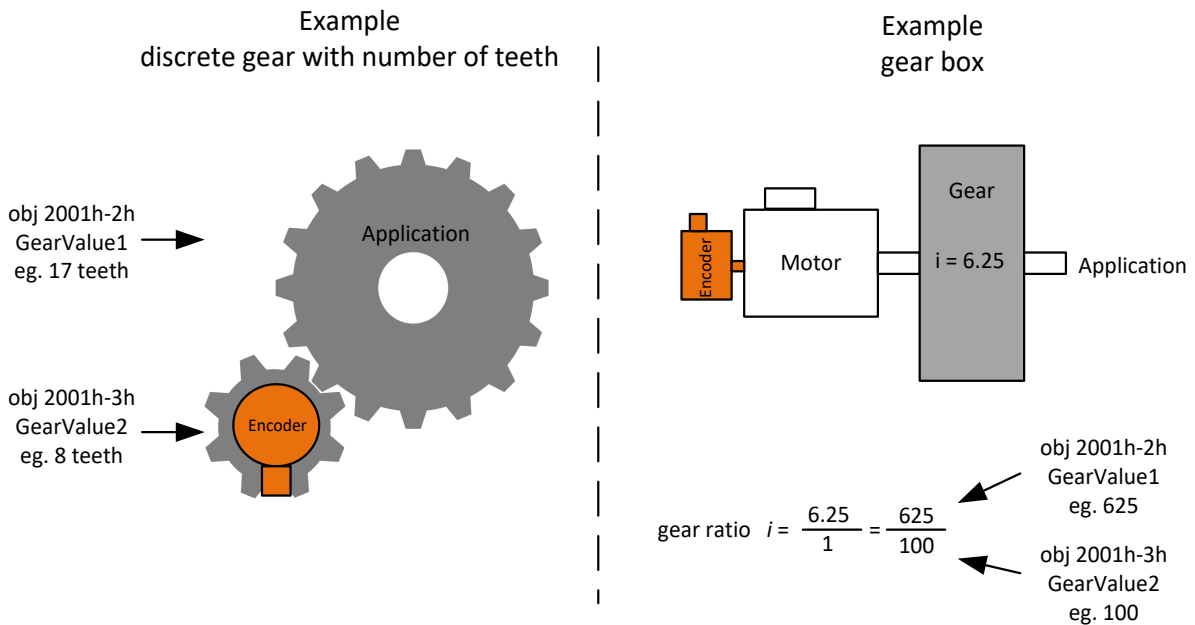 Example
discrete gear with number of teeth
obj 2001h-2h
GearValue1
eg. 17 teeth
Application
obj 2001h-3h
GearValue2
eg. 8 teeth
Encoder
Example
gear box
Encoder
Motor
Gear
i = 6.25
Application
gear ratio i = 6.25 / 1 = 625 / 100
obj 2001h-2h
GearValue1
eg. 625
obj 2001h-3h
GearValue2
eg. 100